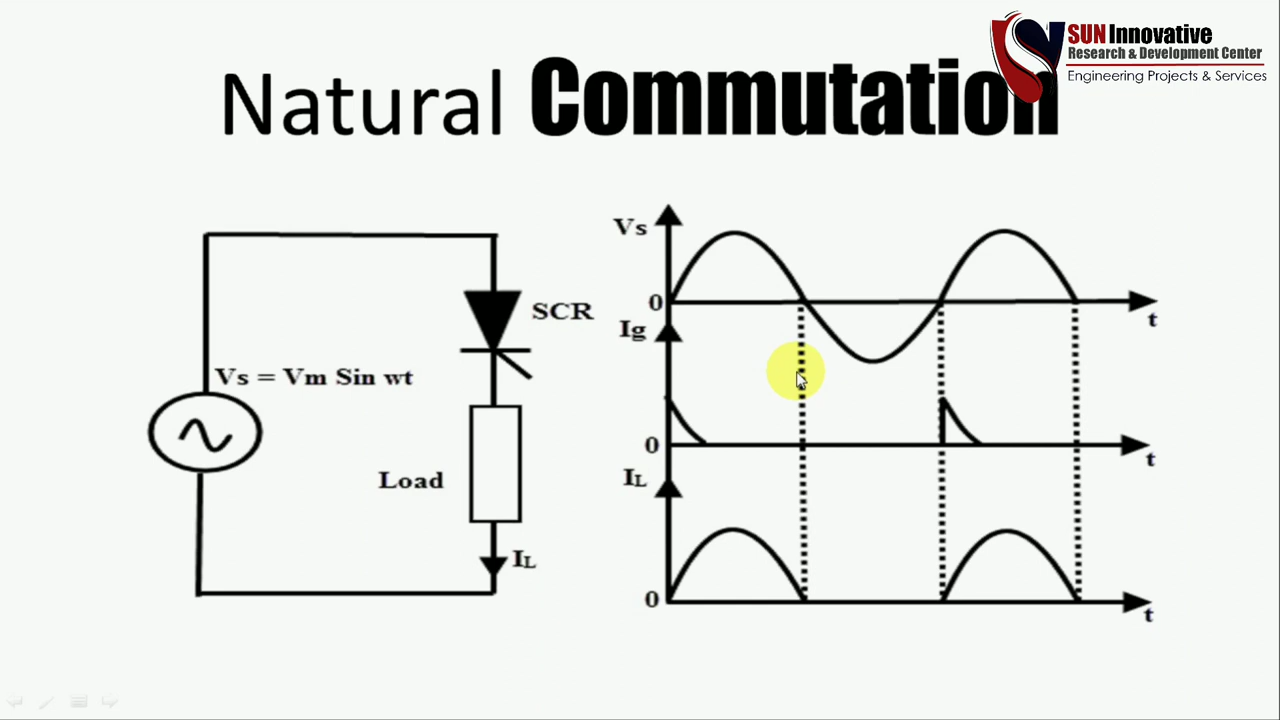 SUN Innovative
Research & Development Center
Engineering Projects & Services
Natural Commutation
Vs
SCR
0
t
Ig
Vs = Vm Sin wt
0
t
Load
IL
IL
0
t